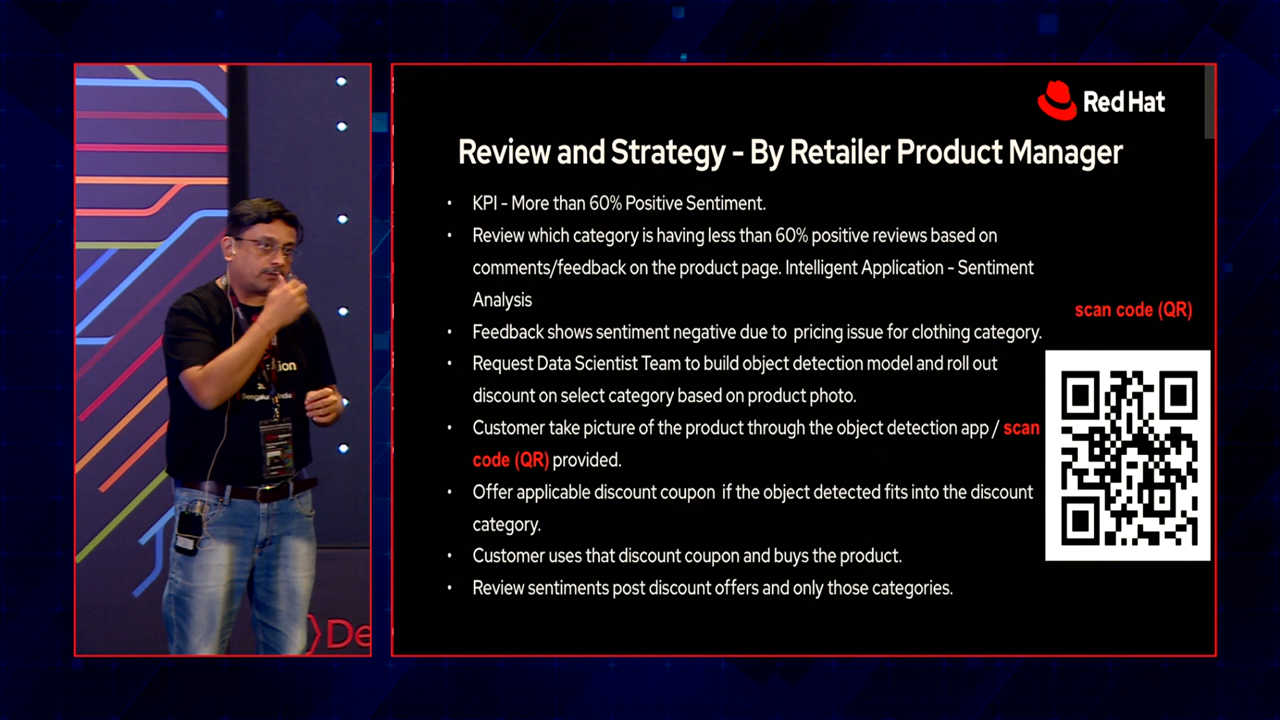 Red Hat
Review and Strategy - By Retailer Product Manager
• KPI - More than 60% Positive Sentiment.
• Review which category is having less than 60% positive reviews based on
comments/feedback on the product page. Intelligent Application - Sentiment
Analysis
• Feedback shows sentiment negative due to pricing issue for clothing category.
• Request Data Scientist Team to build object detection model and roll out
discount on select category based on product photo.
• Customer take picture of the product through the object detection app / scan
code (QR) provided.
• Offer applicable discount coupon if the object detected fits into the discount
category.
• Customer uses that discount coupon and buys the product.
• Review sentiments post discount offers and only those categories.
scan code (QR)
De